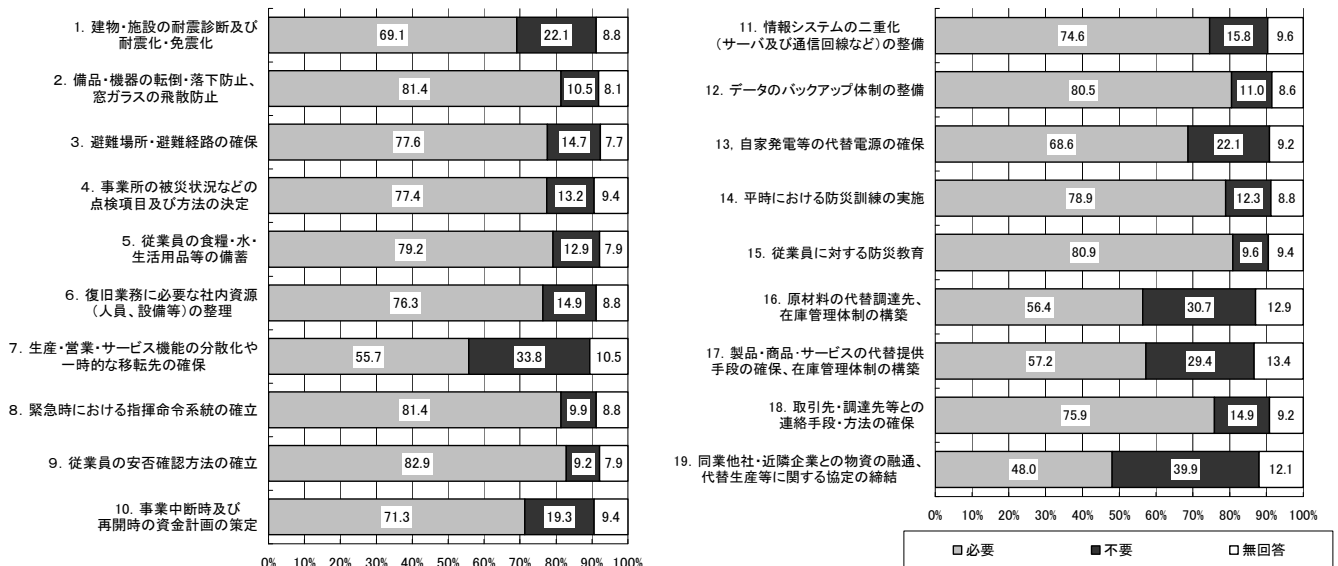 1. 建物・施設の耐震診断及び
耐震化・免震化
69.1 22.1 8.8
2. 備品・機器の転倒・落下防止、
窓ガラスの飛散防止
81.4 10.5 8.1
3. 避難場所・避難経路の確保
77.6 14.7 7.7
4. 事業所の被災状況などの
点検項目及び方法の決定
77.4 13.2 9.4
5. 従業員の食糧・水・
生活用品等の備蓄
79.2 12.9 7.9
6. 復旧業務に必要な社内資源
（人員、設備等）の整理
76.3 14.9 8.8
7. 生産・営業・サービス機能の分散化や
一時的な移転先の確保
55.7 33.8 10.5
8. 緊急時における指揮命令系統の確立
81.4 9.9 8.8
9. 従業員の安否確認方法の確立
82.9 9.2 7.9
10. 事業中断時及び
再開時の資金計画の策定
71.3 19.3 9.4
0% 10% 20% 30% 40% 50% 60% 70% 80% 90% 100%
11. 情報システムの二重化
（サーバ及び通信回線など）の整備
74.6 15.8 9.6
12. データのバックアップ体制の整備
80.5 11.0 8.6
13, 自家発電等の代替電源の確保
68.6 22.1 9.2
14. 平時における防災訓練の実施
78.9 12.3 8.8
15. 従業員に対する防災教育
80.9 9.6 9.4
16. 原材料の代替調達先、
在庫管理体制の構築
56.4 30.7 12.9
17. 製品・商品・サービスの代替提供
手段の確保、在庫管理体制の構築
57.2 29.4 13.4
18. 取引先・調達先等との
連絡手段・方法の確保
75.9 14.9 9.2
19. 同業他社・近隣企業との物資の融通、
代替生産等に関する協定の締結
48.0 39.9 12.1
0% 10% 20% 30% 40% 50% 60% 70% 80% 90% 100%
必要 不要 無回答